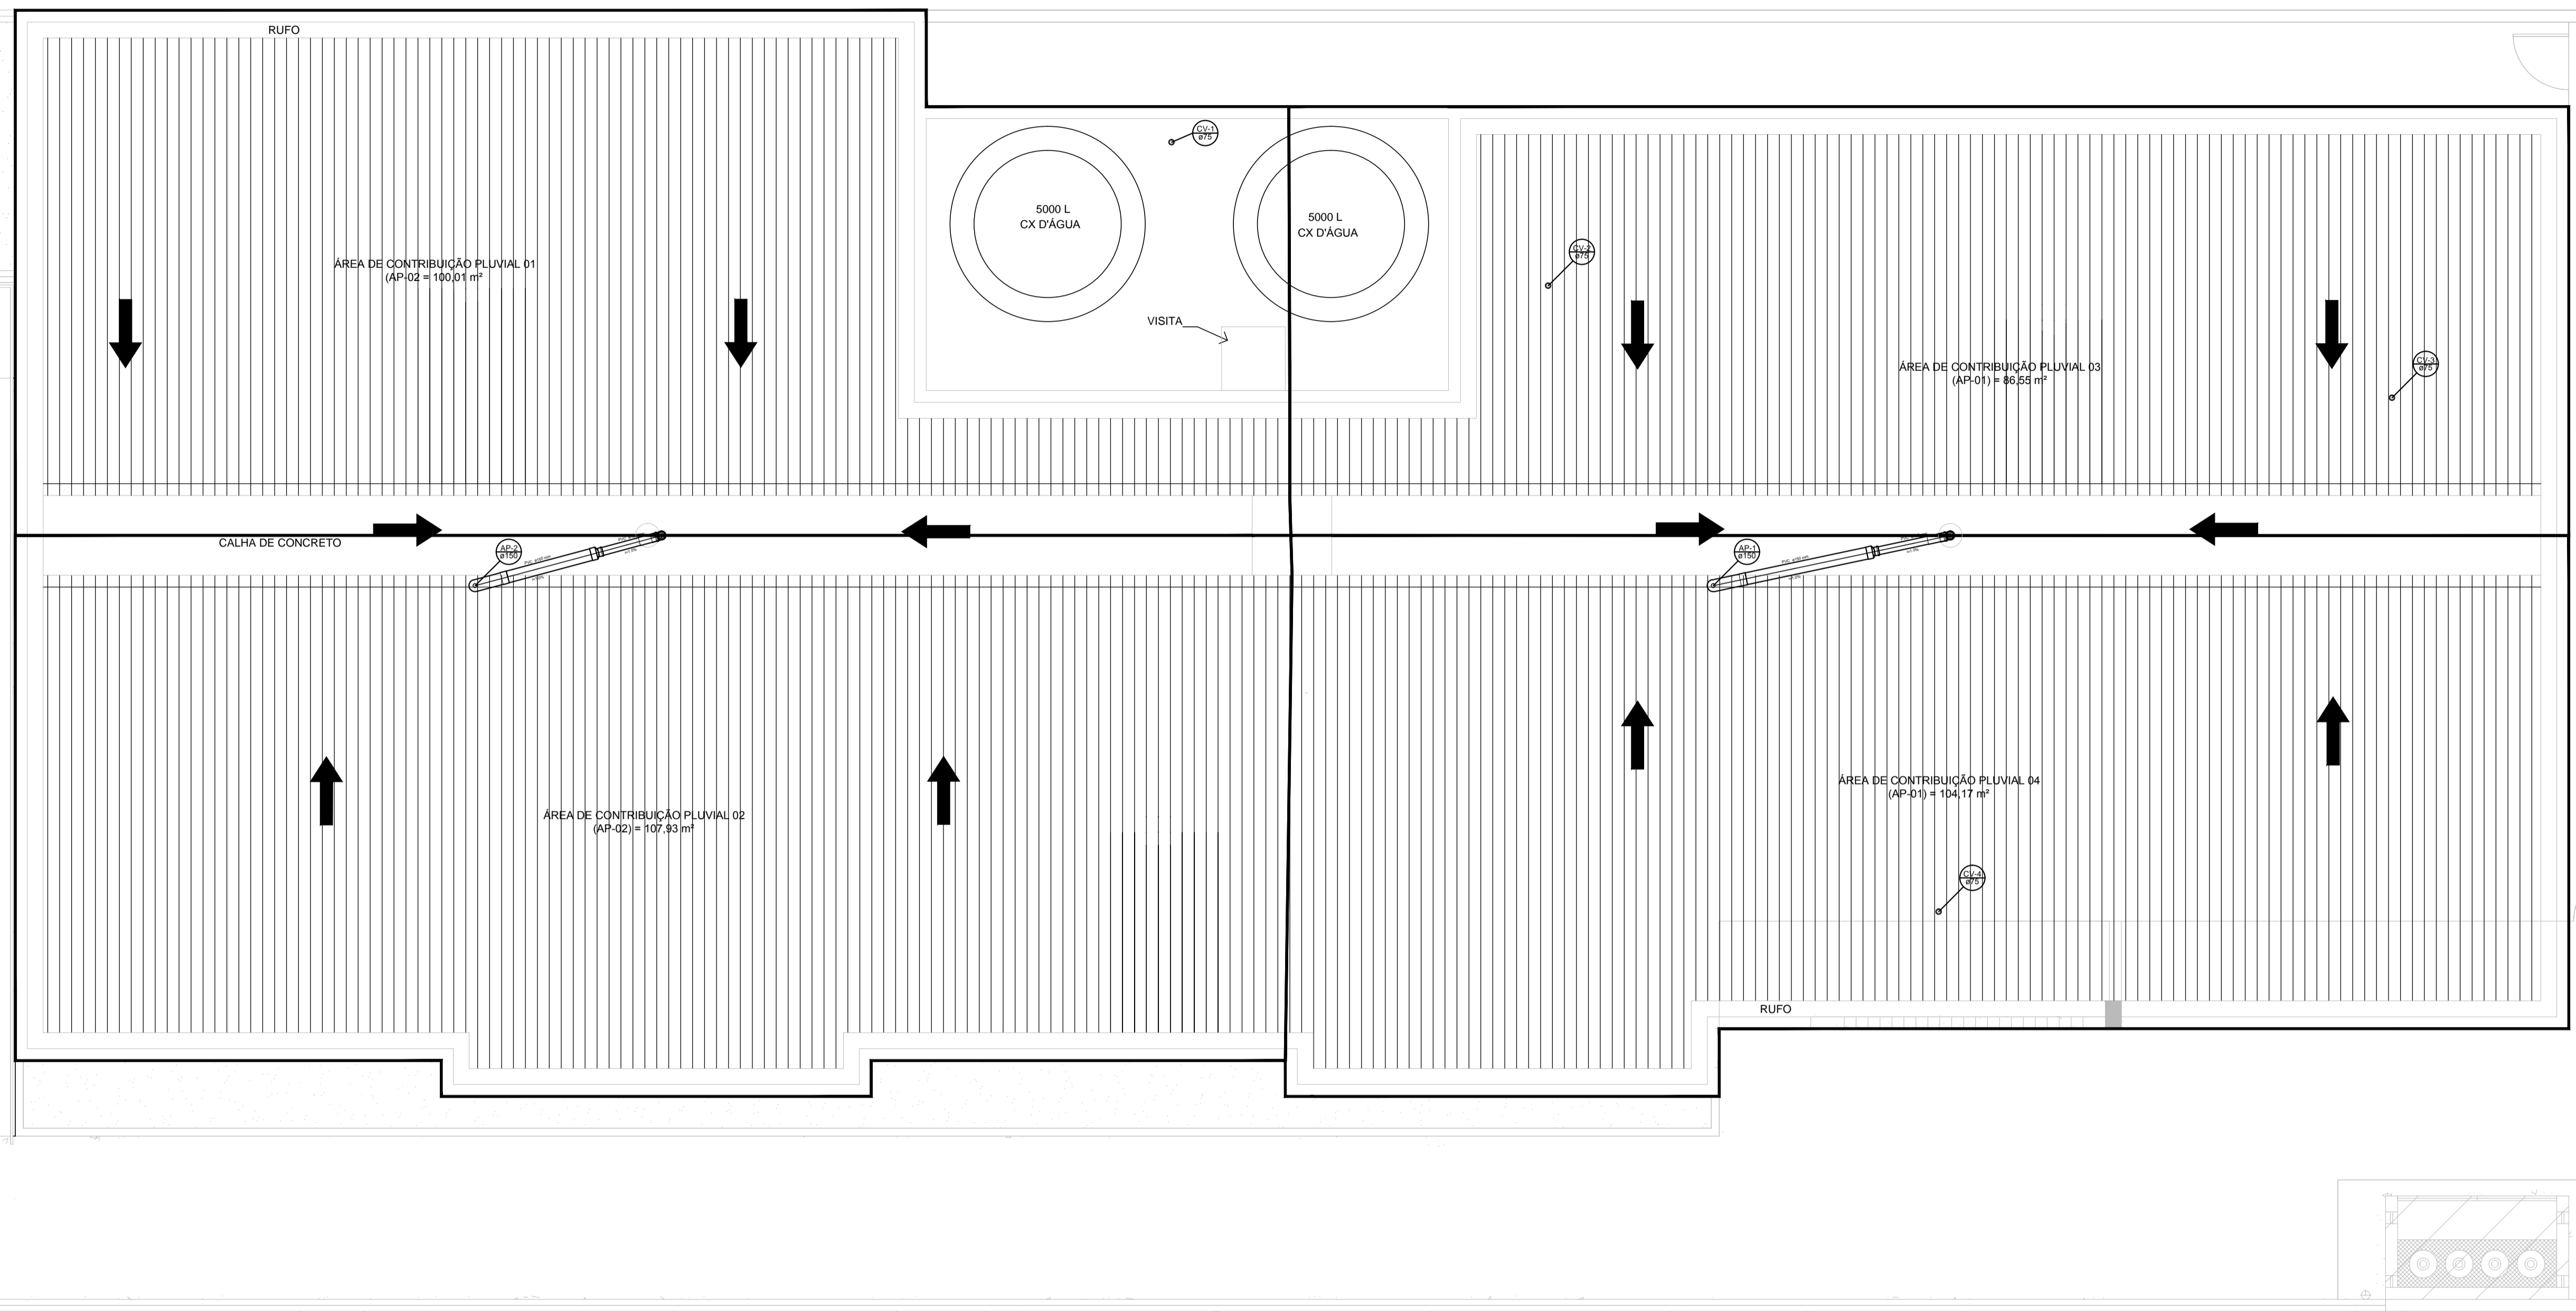 RUFO
CV-1
ø75
5000 L
CX D'ÁGUA
5000 L
CX D'ÁGUA
CV-2
ø75
ÁREA DE CONTRIBUIÇÃO PLUVIAL 01
(AP-02 = 100,01 m²
VISITA
ÁREA DE CONTRIBUIÇÃO PLUVIAL 03
(AP-01) = 86,55 m²
CV-3
ø75
CALHA DE CONCRETO
AP-2
ø150
AP-1
ø150
ÁREA DE CONTRIBUIÇÃO PLUVIAL 04
(AP-01) = 104,17 m²
ÁREA DE CONTRIBUIÇÃO PLUVIAL 02
(AP-02) = 107,93 m²
CV-4
ø75
RUFO